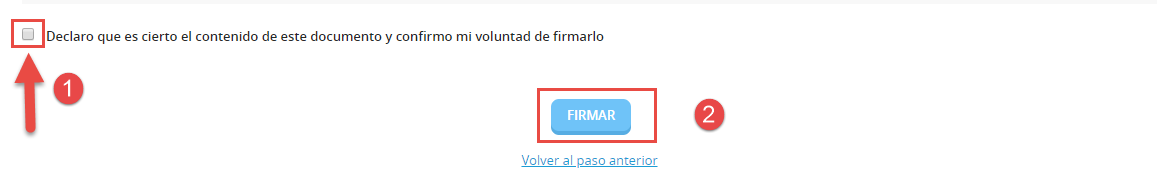 Declaro que es cierto el contenido de este documento y confirmo mi voluntad de firmarlo
1
FIRMAR
2
Volver al paso anterior